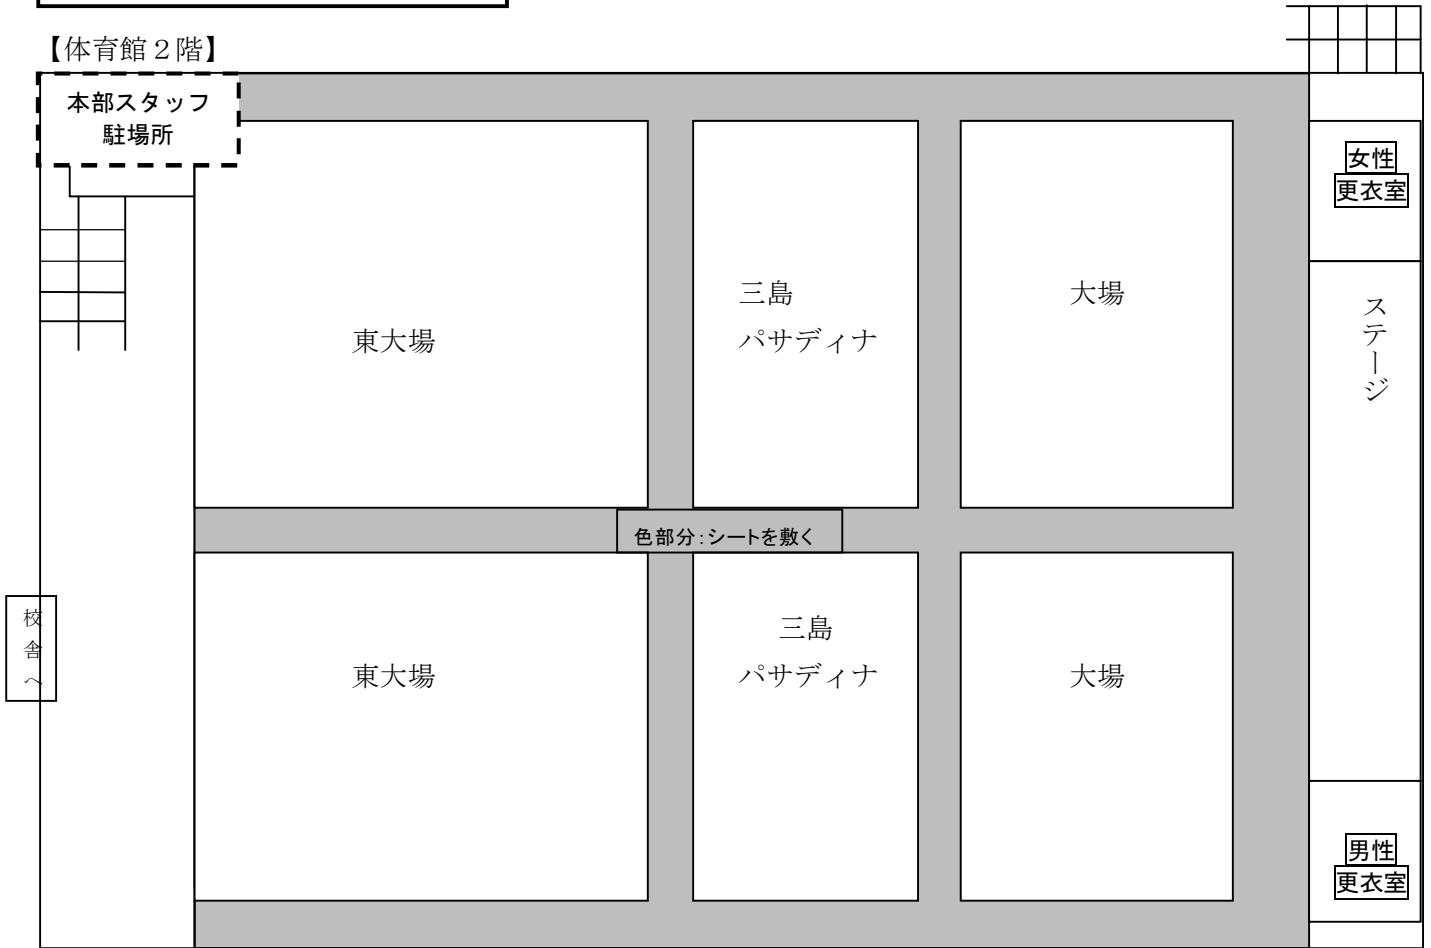 【体育館２階】
本部スタッフ
駐場所
女性
更衣室
三島
パサディナ
大場
東大場
ステージ
色部分：シートを敷く
校舎へ
三島
パサディナ
東大場
大場
男性
更衣室